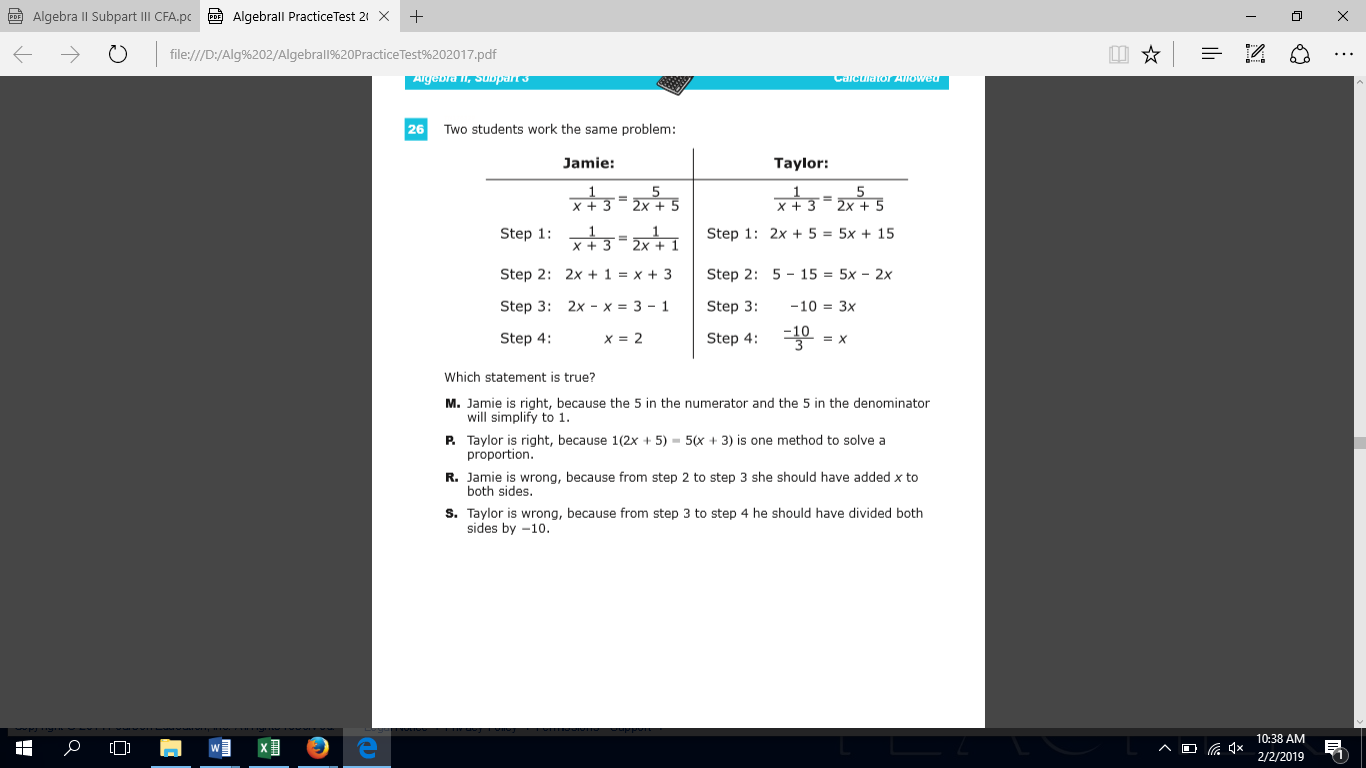 Algebra II Subpart III CFA.pc
AlgebraII PracticeTest 20
file:///D:/Alg%202/AlgebraII%20PracticeTest%202017.pdf
Algebra II, Subpart 3
Calculator Allowed
26 Two students work the same problem:
Jamie:
1/(x + 3) = 5/(2x + 5)
Step 1: 1/(x + 3) = 1/(2x + 1)
Step 2: 2x + 1 = x + 3
Step 3: 2x − x = 3 − 1
Step 4: x = 2
Taylor:
1/(x + 3) = 5/(2x + 5)
Step 1: 2x + 5 = 5x + 15
Step 2: 5 − 15 = 5x − 2x
Step 3: −10 = 3x
Step 4: −10/3 = x
Which statement is true?
M. Jamie is right, because the 5 in the numerator and the 5 in the denominator
will simplify to 1.
P. Taylor is right, because 1(2x + 5) = 5(x + 3) is one method to solve a
proportion.
R. Jamie is wrong, because from step 2 to step 3 she should have added x to
both sides.
S. Taylor is wrong, because from step 3 to step 4 he should have divided both
sides by −10.
10:38 AM
2/2/2019
1